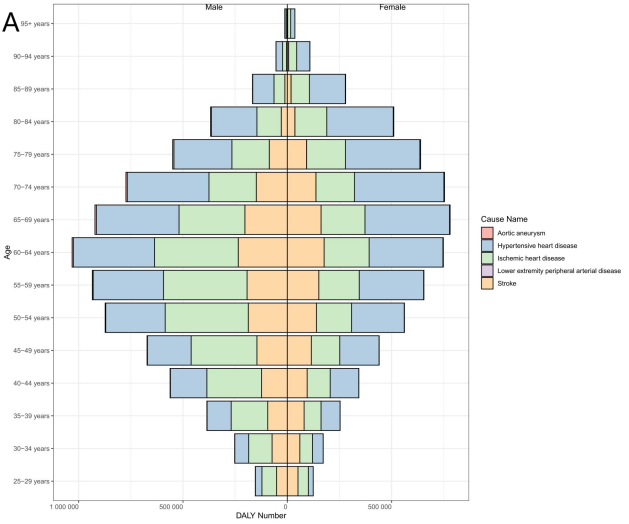 A
Male
Female
95+ years
90−94 years
85−89 years
80−84 years
75−79 years
70−74 years
65−69 years
60−64 years
55−59 years
50−54 years
45−49 years
40−44 years
35−39 years
30−34 years
25−29 years
Age
1 000 000
500 000
0
500 000
DALY Number
Cause Name
Aortic aneurysm
Hypertensive heart disease
Ischemic heart disease
Lower extremity peripheral arterial disease
Stroke